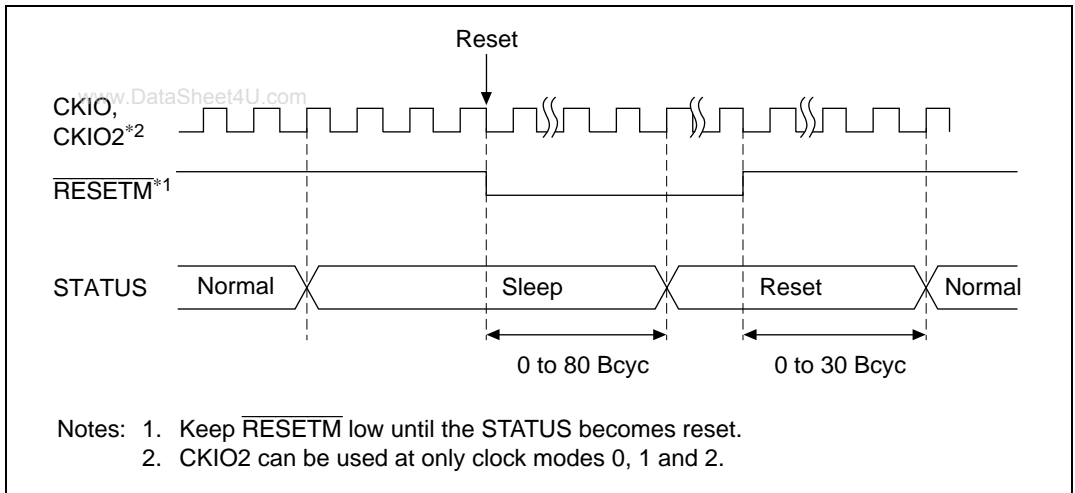 Reset
www.DataSheet4U.com
CKIO,
CKIO2*2
RESETM*1
STATUS Normal Sleep Reset Normal
0 to 80 Bcyc 0 to 30 Bcyc
Notes: 1. Keep RESETM low until the STATUS becomes reset.
2. CKIO2 can be used at only clock modes 0, 1 and 2.